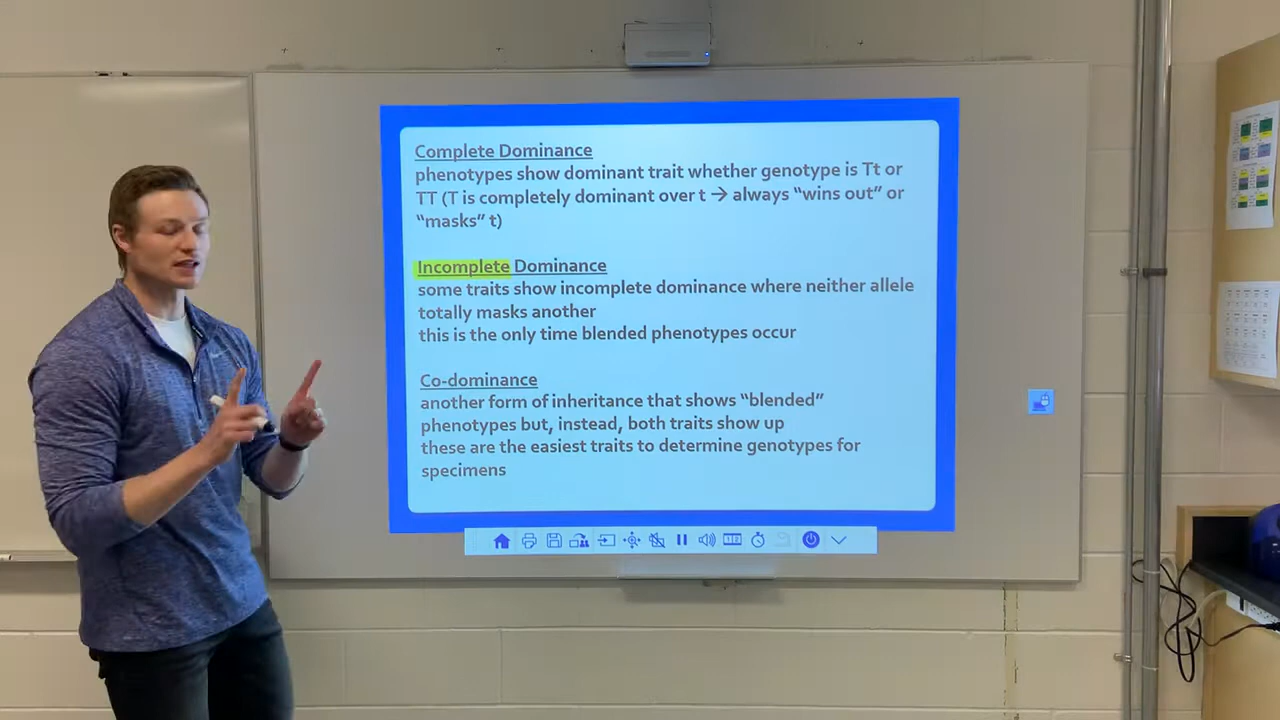 Complete Dominance
phenotypes show dominant trait whether genotype is Tt or
TT (T is completely dominant over t → always “wins out” or
“masks” t)
Incomplete Dominance
some traits show incomplete dominance where neither allele
totally masks another
this is the only time blended phenotypes occur
Co-dominance
another form of inheritance that shows “blended”
phenotypes but, instead, both traits show up
these are the easiest traits to determine genotypes for
specimens